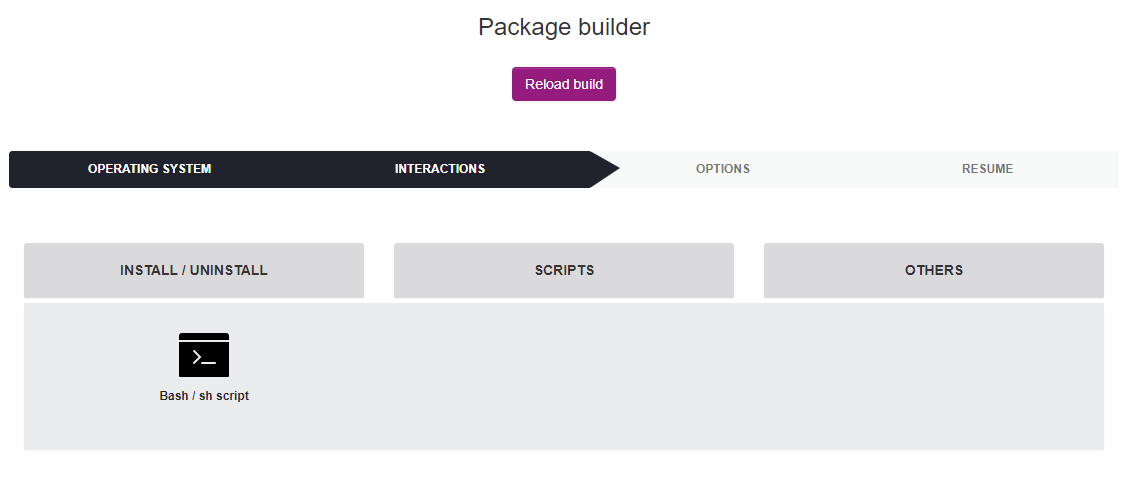 Package builder
Reload build
OPERATING SYSTEM INTERACTIONS OPTIONS RESUME
INSTALL / UNINSTALL SCRIPTS OTHERS
Bash / sh script